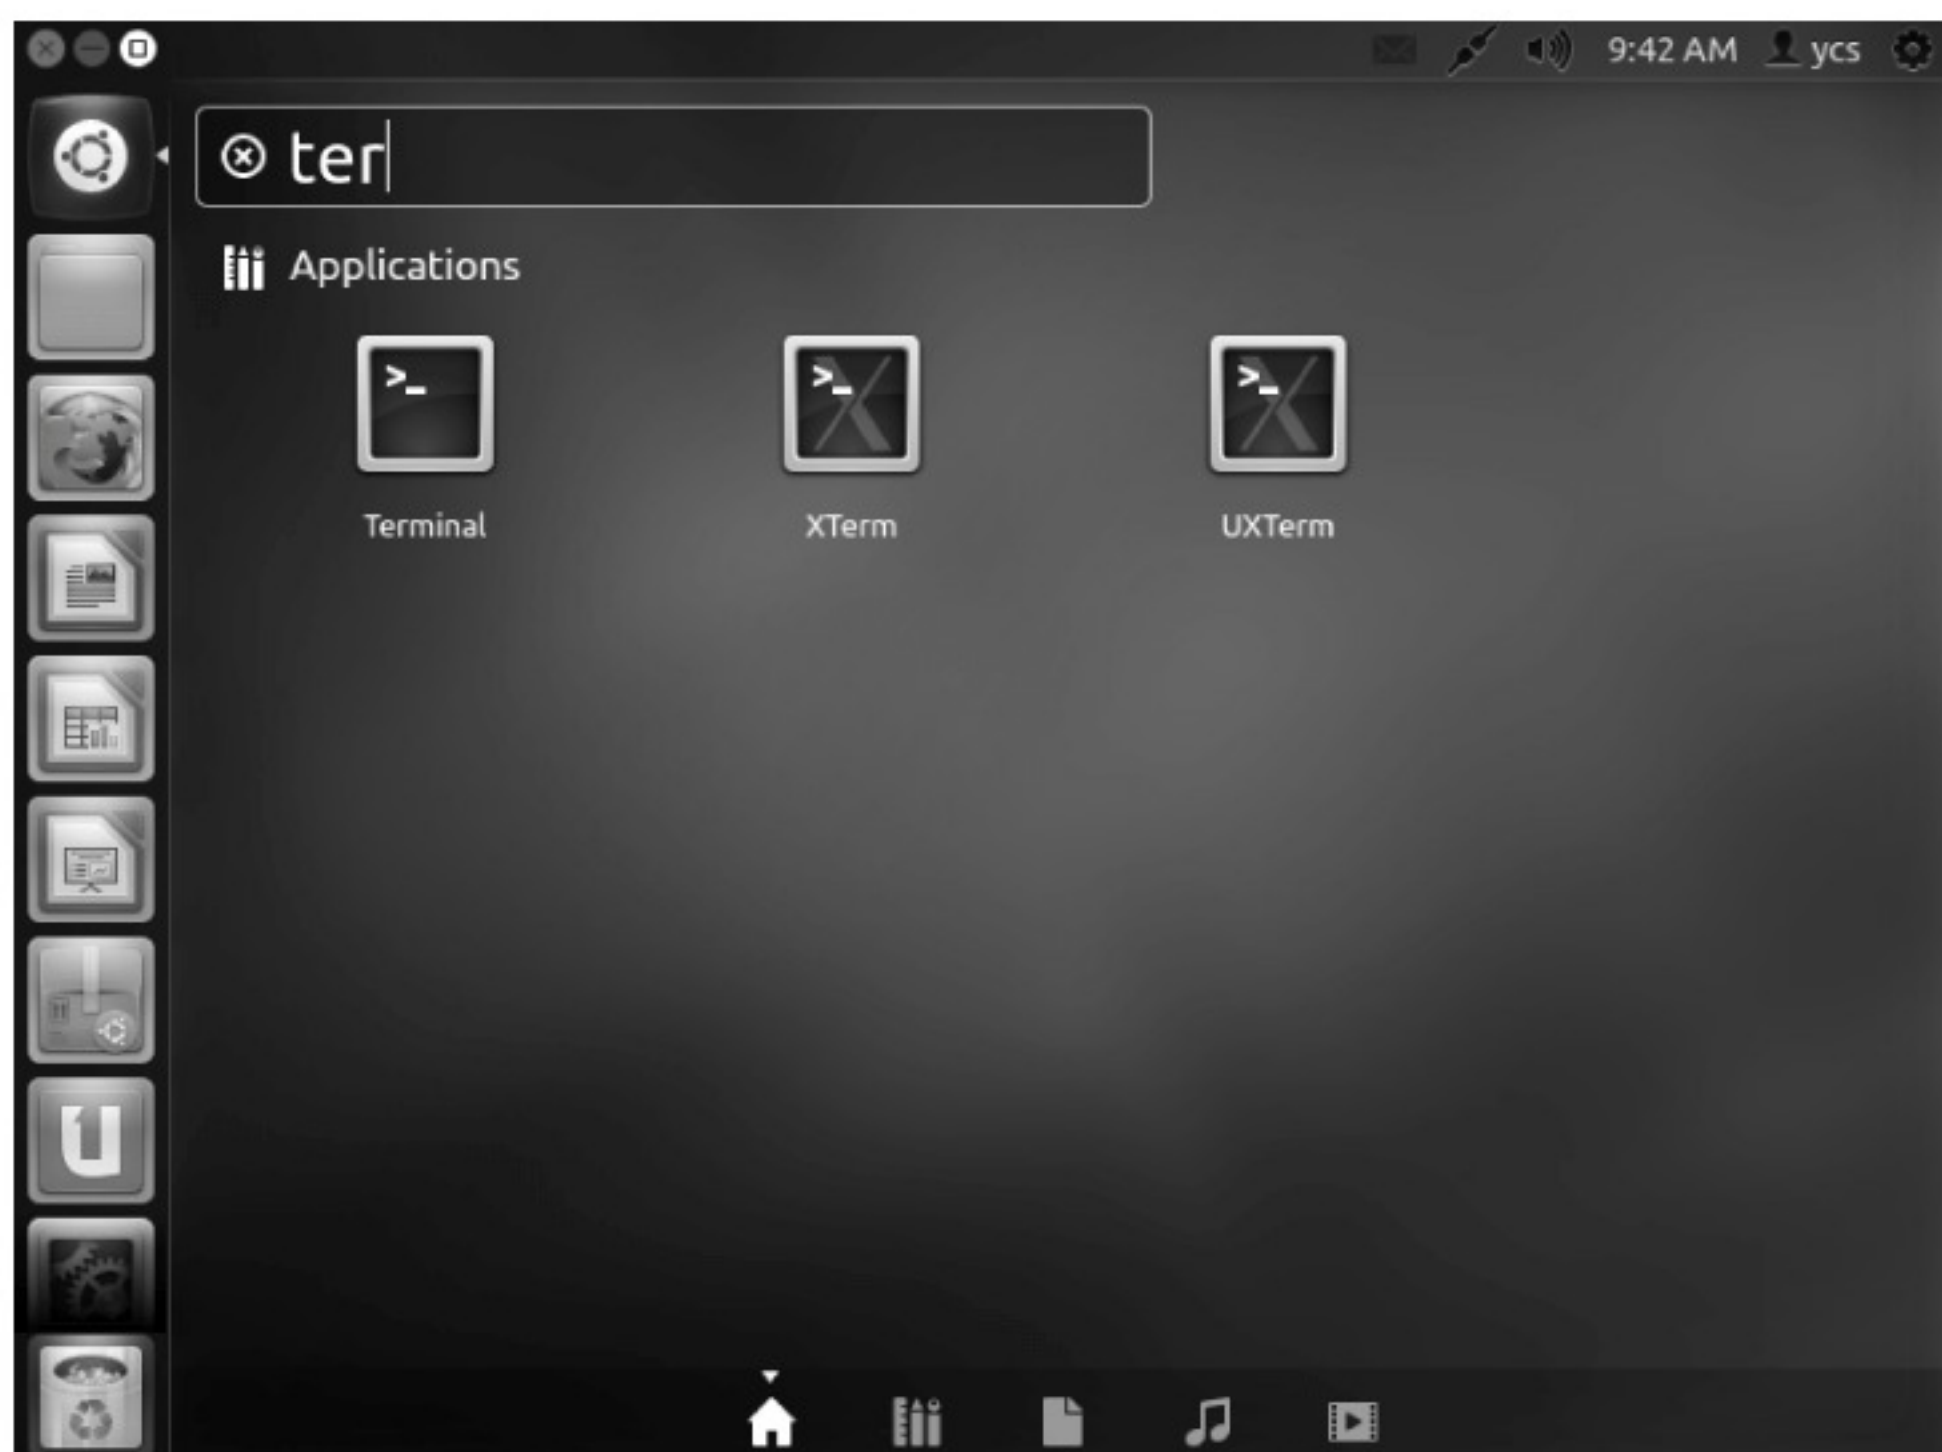 9:42 AM ycs
ter
Applications
>_ >_ >_
Terminal XTerm UXTerm